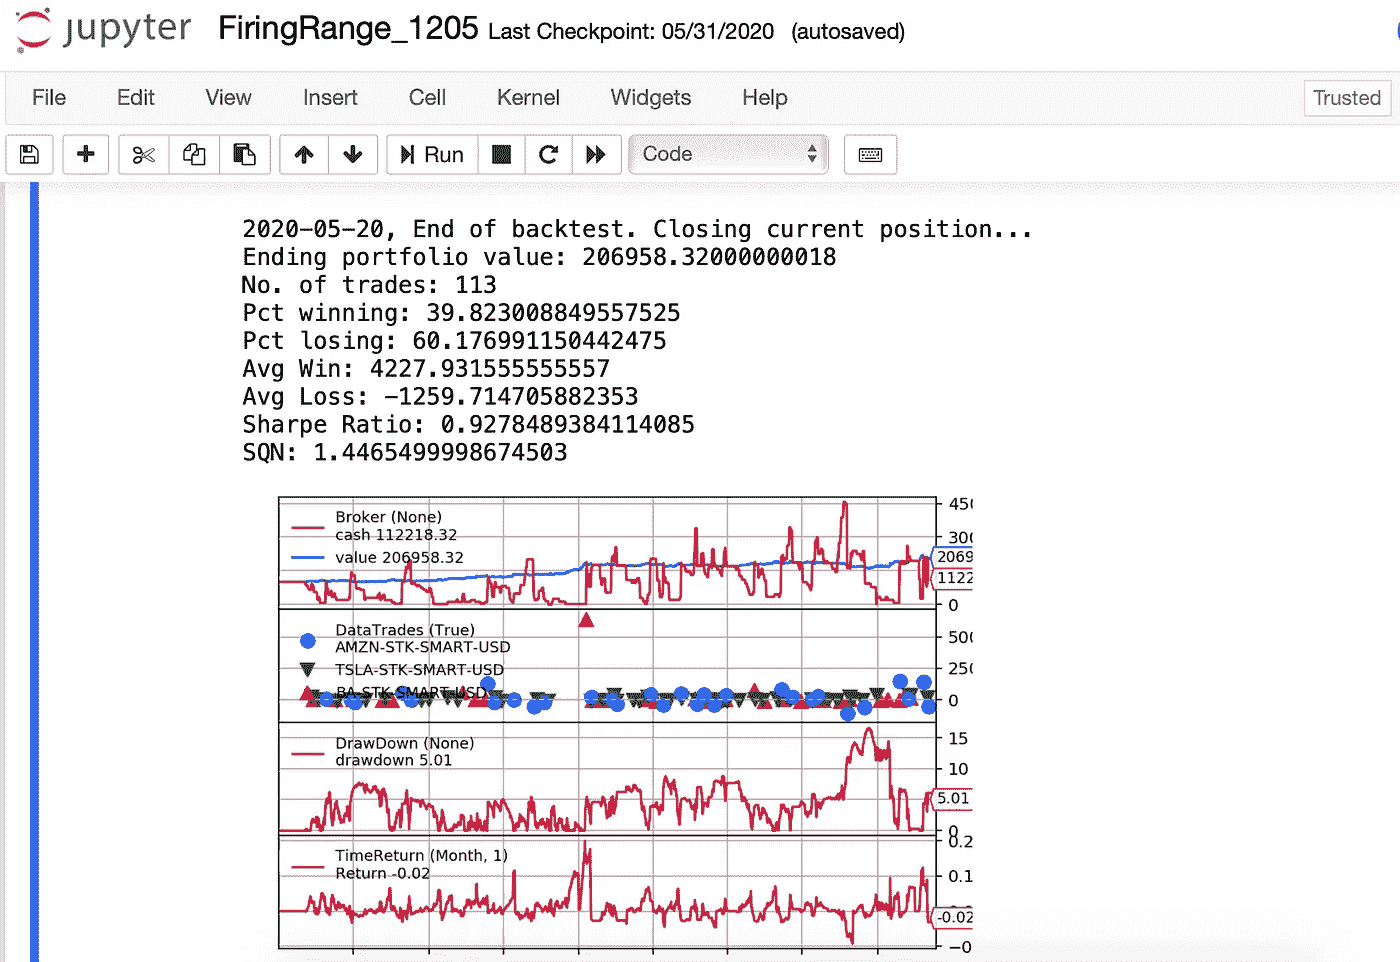 jupyter FiringRange_1205 Last Checkpoint: 05/31/2020 (autosaved)
File Edit View Insert Cell Kernel Widgets Help Trusted
Run Code
2020-05-20, End of backtest. Closing current position...
Ending portfolio value: 206958.32000000018
No. of trades: 113
Pct winning: 39.823008849557525
Pct losing: 60.176991150442475
Avg Win: 4227.931555555557
Avg Loss: -1259.714705882353
Sharpe Ratio: 0.9278489384114085
SQN: 1.4465499998674503
Broker (None)
cash 112218.32
value 206958.32
450
300
2069
1122
0
DataTrades (True)
AMZN-STK-SMART-USD
TSLA-STK-SMART-USD
BA-STK-SMART-USD
500
250
0
DrawDown (None)
drawdown 5.01
15
10
5.01
0
TimeReturn (Month, 1)
Return -0.02
0.2
0.1
-0.02
-0